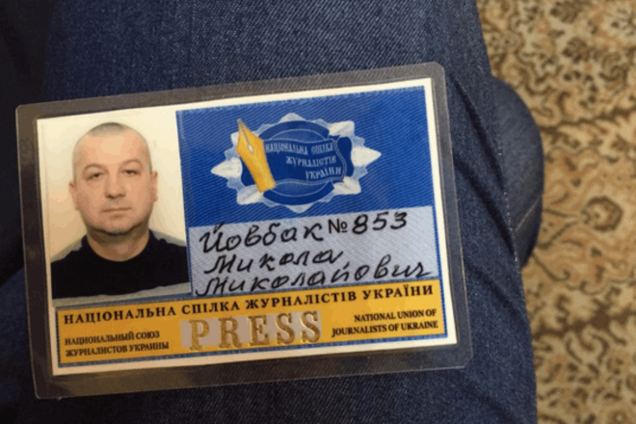 НАЦІОНАЛЬНА СПІЛКА
ЖУРНАЛІСТІВ
УКРАЇНИ
Йовбак №853
Микола
Миколайович
НАЦІОНАЛЬНА СПІЛКА ЖУРНАЛІСТІВ УКРАЇНИ
НАЦИОНАЛЬНЫЙ СОЮЗ
ЖУРНАЛИСТОВ УКРАИНЫ
PRESS
NATIONAL UNION OF
JOURNALISTS OF UKRAINE